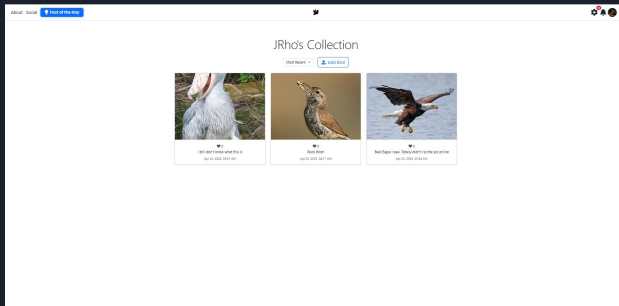 About Social Fact of the Day
JRho's Collection
Most Recent
Add Bird
I still don't know what this is
Rock Wren
Bald Eagle I saw. Totally didn't rip the pic online.